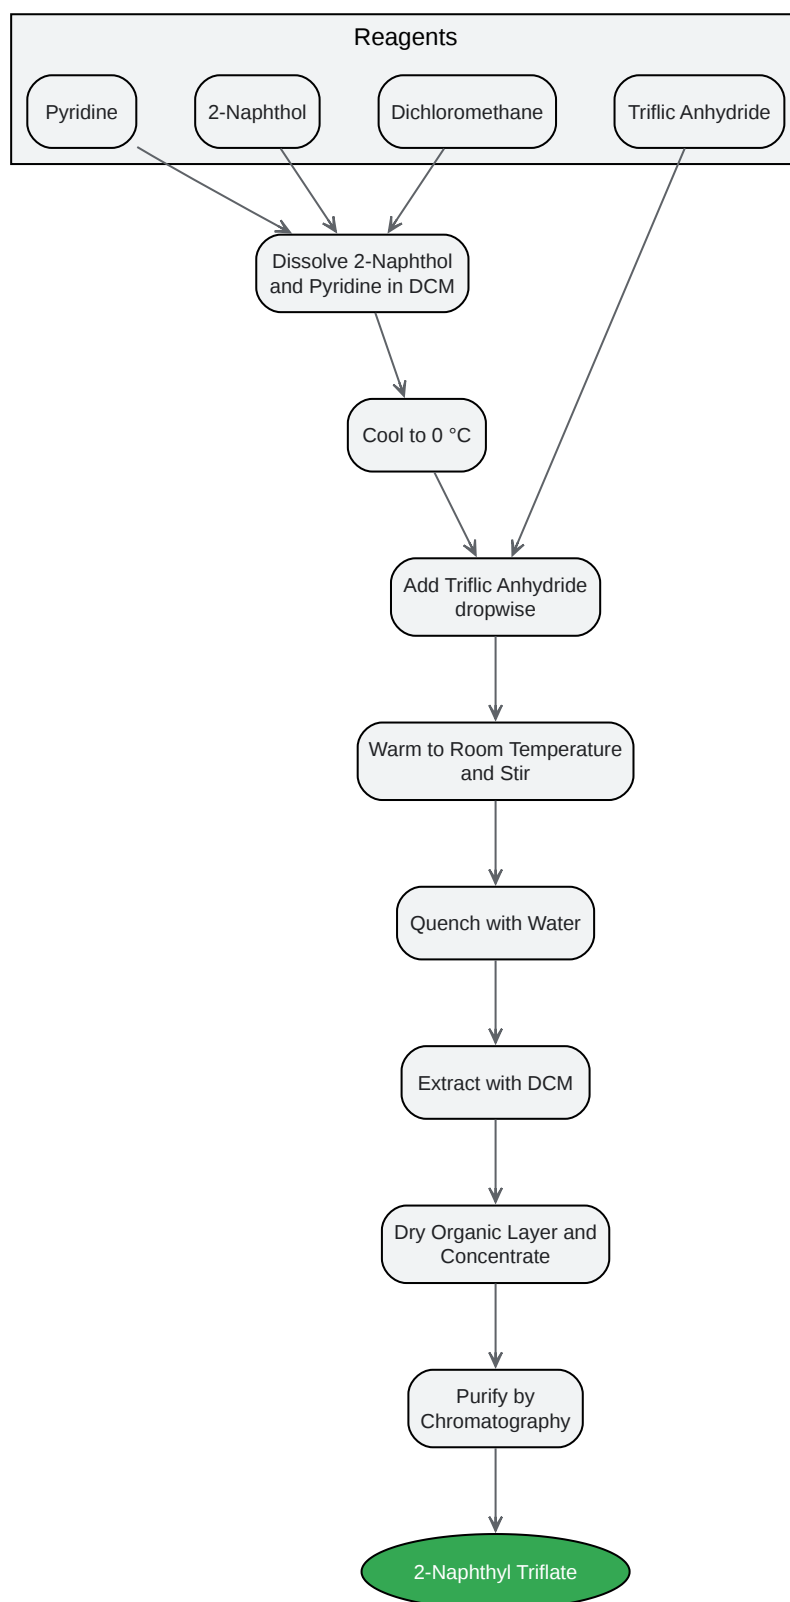 Reagents
Pyridine
2-Naphthol
Dichloromethane
Triflic Anhydride
Dissolve 2-Naphthol
and Pyridine in DCM
Cool to 0 °C
Add Triflic Anhydride
dropwise
Warm to Room Temperature
and Stir
Quench with Water
Extract with DCM
Dry Organic Layer and
Concentrate
Purify by
Chromatography
2-Naphthyl Triflate